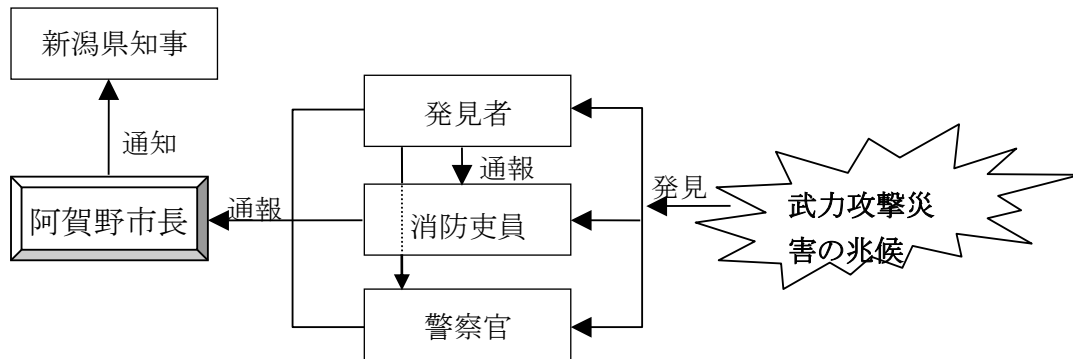 新潟県知事
通知
阿賀野市長
通報
発見者
通報
消防吏員
警察官
発見
武力攻撃災
害の兆候